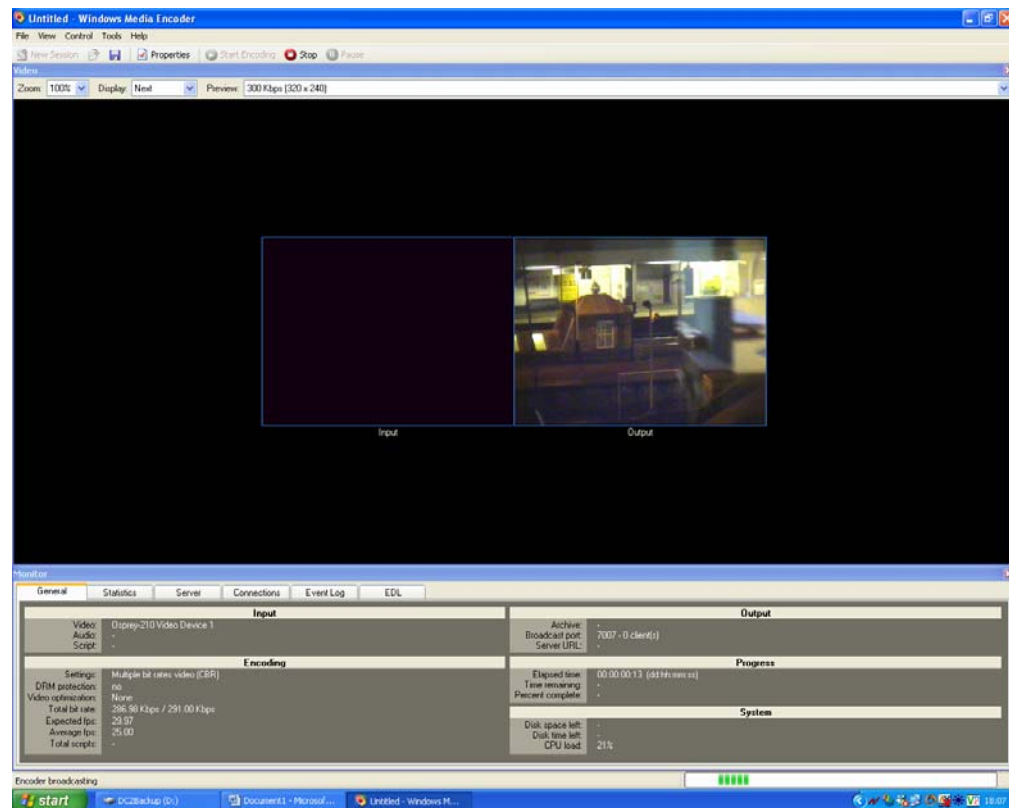 Untitled - Windows Media Encoder
File View Control Tools Help
New Session Properties Start Encoding Stop Pause
Video
Zoom: 100% Display: Next Preview: 300 Kbps (320 x 240)
Input Output
Monitor
General Statistics Server Connections Event Log EDL
Input
Video: Osprey-210 Video Device 1
Audio: -
Script: -
Encoding
Settings: Multiple bit rates video (CBR)
DRM protection: no
Video optimization: None
Total bit rate: 286.98 Kbps / 291.00 Kbps
Expected fps: 29.97
Average fps: 25.00
Total scripts: -
Output
Archive: -
Broadcast port: 7007 - 0 client(s)
Server URL: -
Progress
Elapsed time: 00:00:00:13 (dd:hh:mm:ss)
Time remaining: -
Percent complete: -
System
Disk space left: -
Disk time left: -
CPU load: 21%
Encoder broadcasting
start DC2Backup (D:) Document1 - Microsof... Untitled - Windows M... 18:07